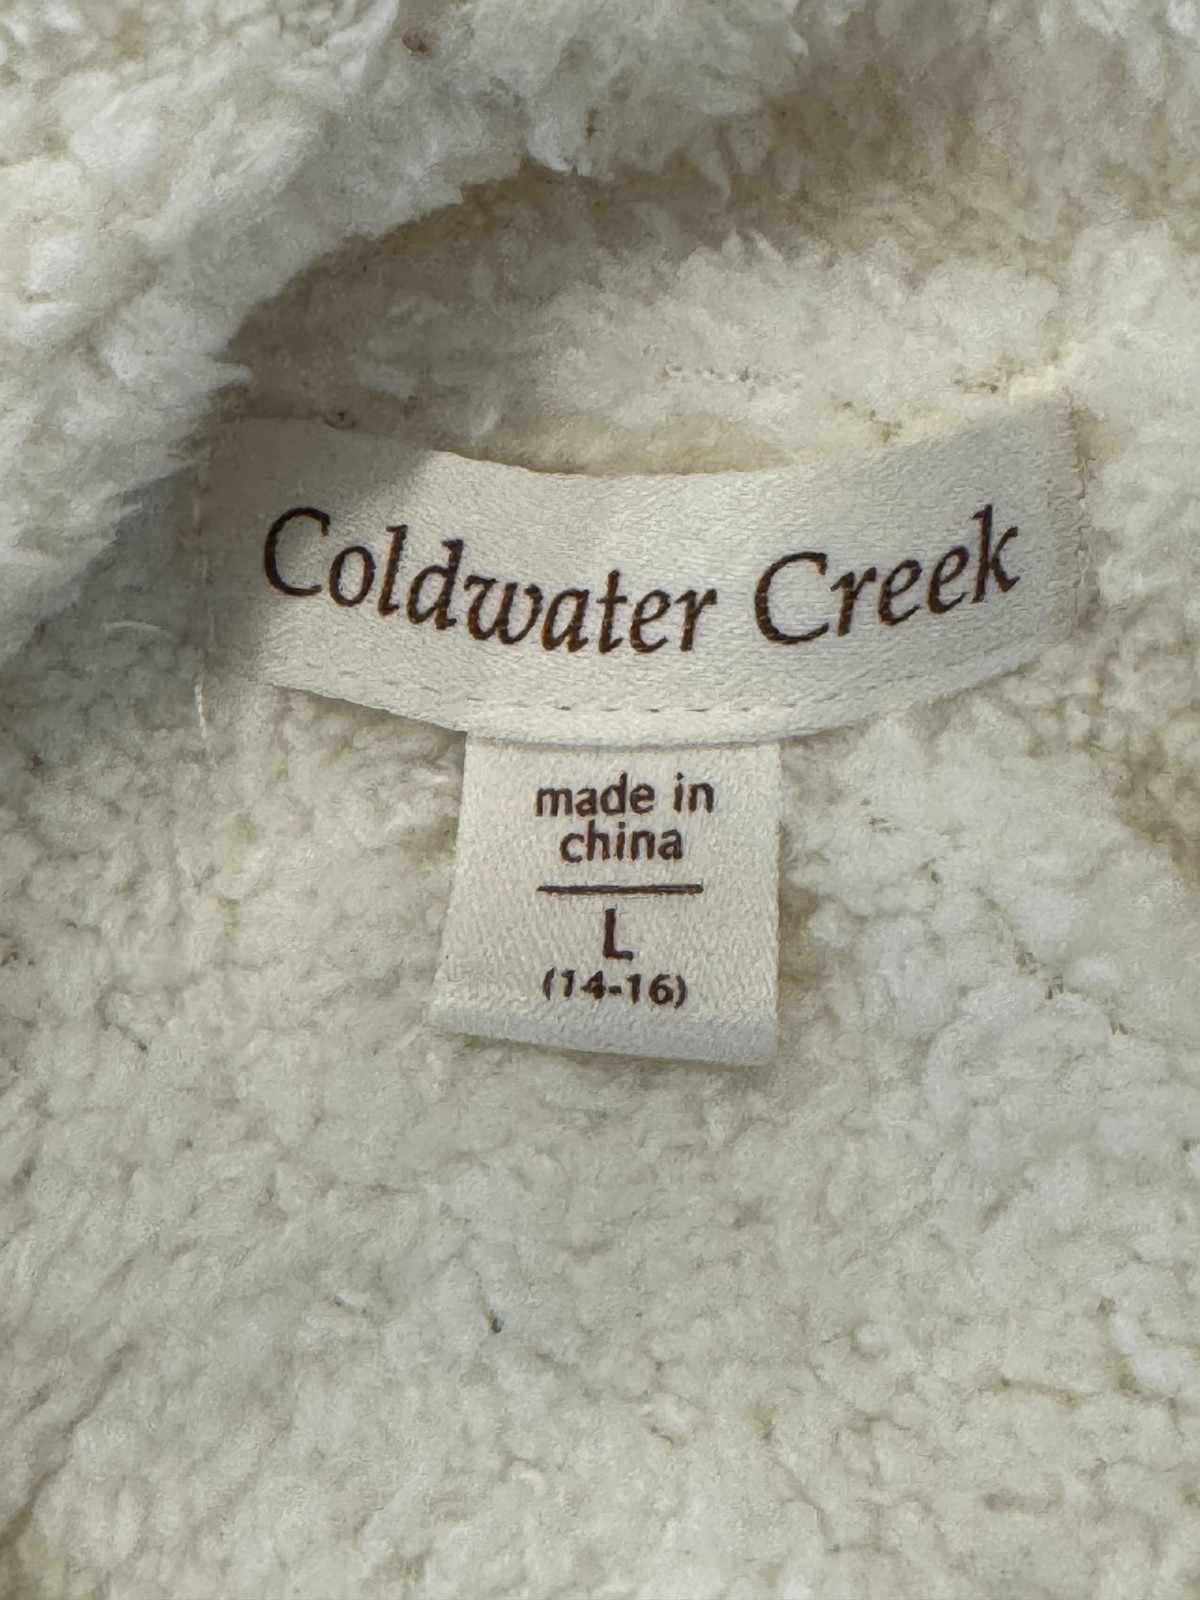 Coldwater Creek
made in
china
L
(14-16)